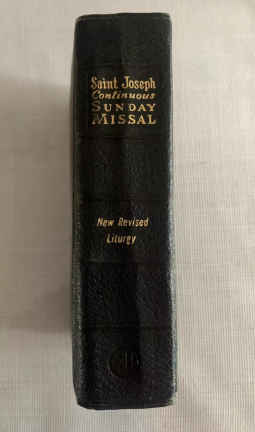 Saint Joseph
Continuous
SUNDAY
MISSAL
New Revised
Liturgy